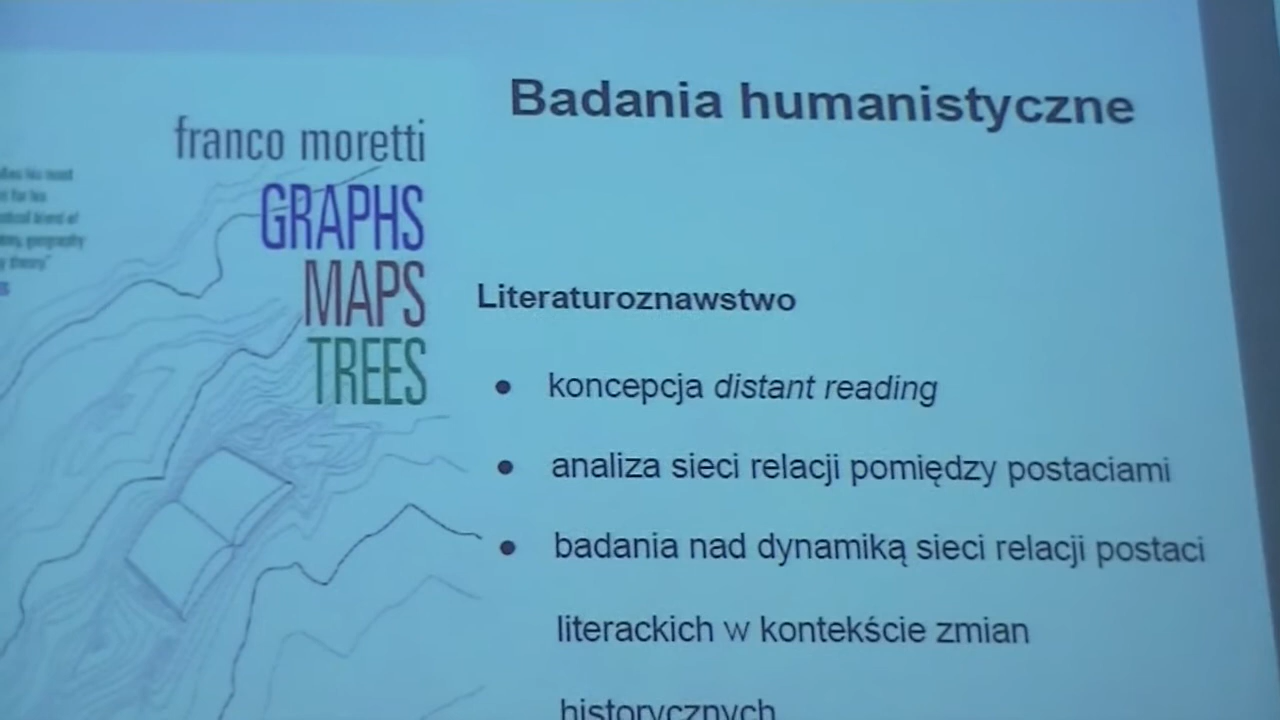 Badania humanistyczne
franco moretti
GRAPHS
MAPS
TREES
Literaturoznawstwo
● koncepcja distant reading
● analiza sieci relacji pomiędzy postaciami
● badania nad dynamiką sieci relacji postaci
literackich w kontekście zmian
historycznych